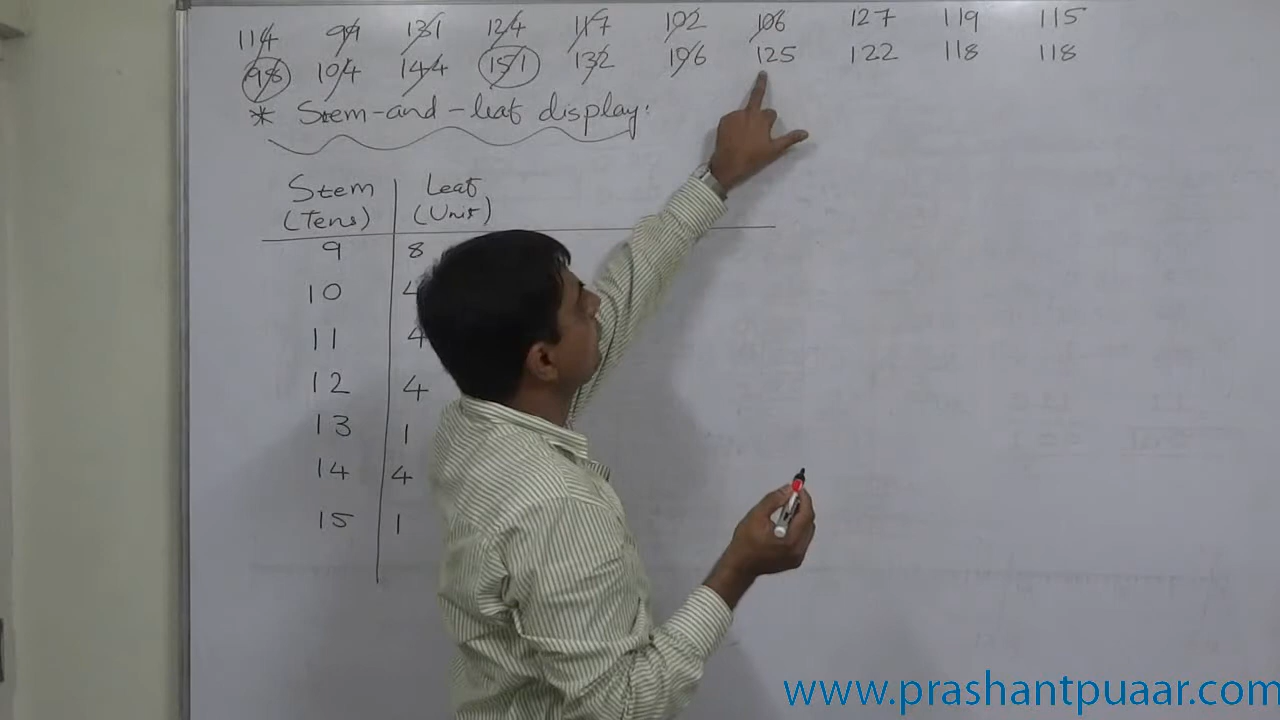 114 99 131 124 117 102 106 127 119 115
98 104 144 151 132 106 125 122 118 118
* Stem-and-leaf display:
Stem Leaf
(Tens) (Unit)
9 8
10 4
11 4
12 4
13 1
14 4
15 1
www.prashantpuaar.com